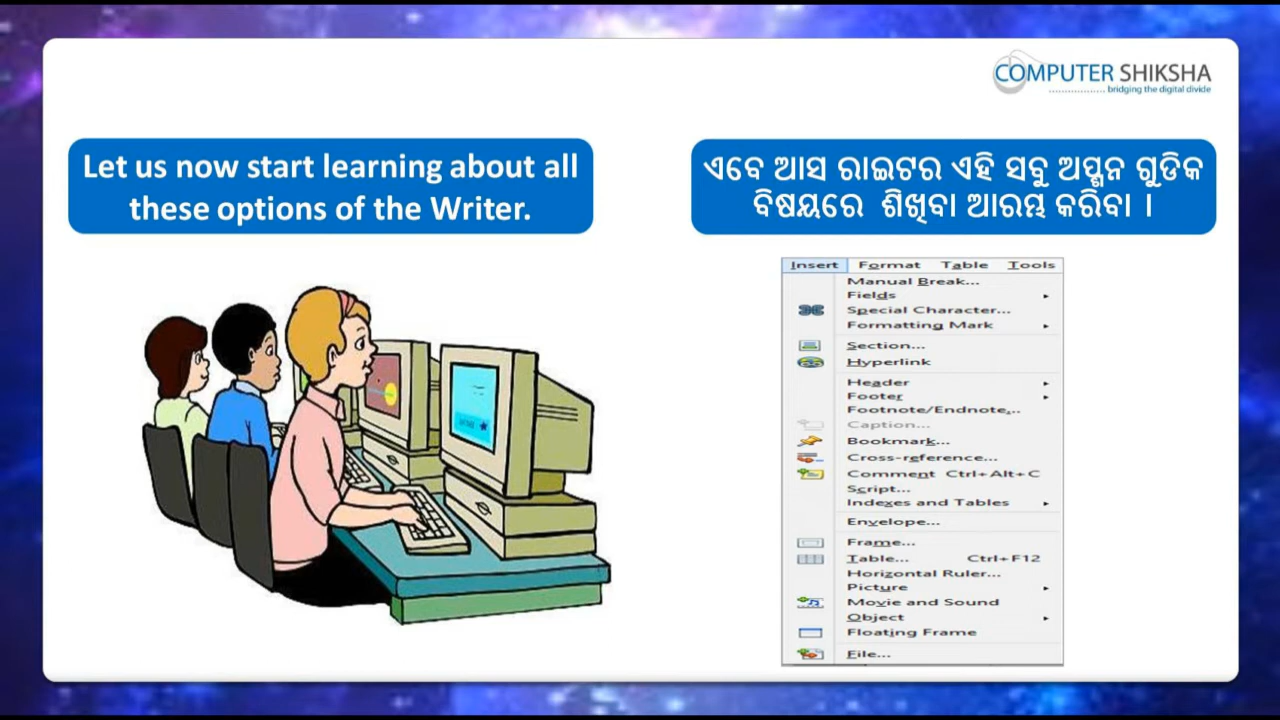 COMPUTER SHIKSHA
bridging the digital divide
Let us now start learning about all
these options of the Writer.
ଏବେ ଆସ ରାଇଟର ଏହି ସବୁ ଅପ୍ଶନ ଗୁଡିକ
ବିଷୟରେ ଶିଖିବା ଆରମ୍ଭ କରିବା ।
Insert Format Table Tools
Manual Break...
Fields
Special Character...
Formatting Mark
Section...
Hyperlink
Header
Footer
Footnote/Endnote...
Caption...
Bookmark...
Cross-reference...
Comment Ctrl+Alt+C
Script...
Indexes and Tables
Envelope...
Frame...
Table... Ctrl+F12
Horizontal Ruler...
Picture
Movie and Sound
Object
Floating Frame
File...